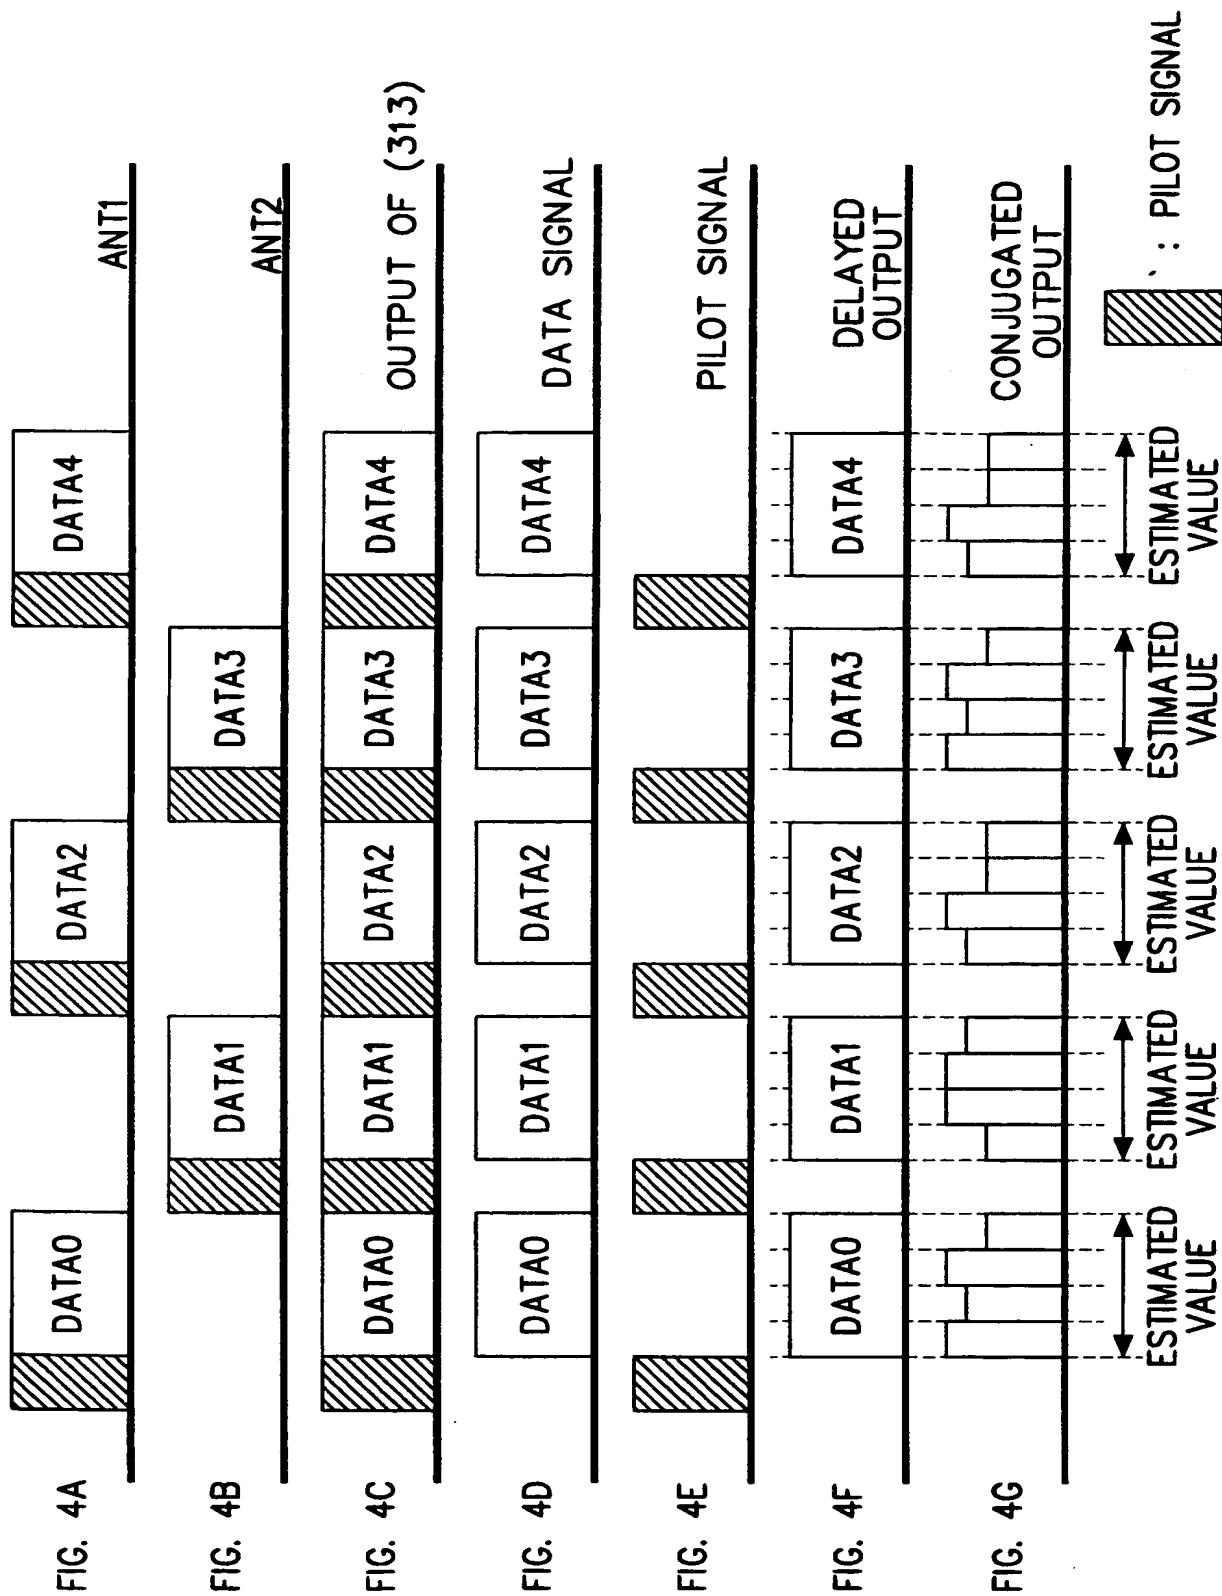 FIG. 4A
DATA0
DATA2
DATA4
ANT1
FIG. 4B
DATA1
DATA3
ANT2
FIG. 4C
DATA0
DATA1
DATA2
DATA3
DATA4
OUTPUT OF (313)
FIG. 4D
DATA0
DATA1
DATA2
DATA3
DATA4
DATA SIGNAL
FIG. 4E
PILOT SIGNAL
FIG. 4F
DATA0
DATA1
DATA2
DATA3
DATA4
DELAYED
OUTPUT
FIG. 4G
CONJUGATED
OUTPUT
ESTIMATED
VALUE
ESTIMATED
VALUE
ESTIMATED
VALUE
ESTIMATED
VALUE
ESTIMATED
VALUE
: PILOT SIGNAL